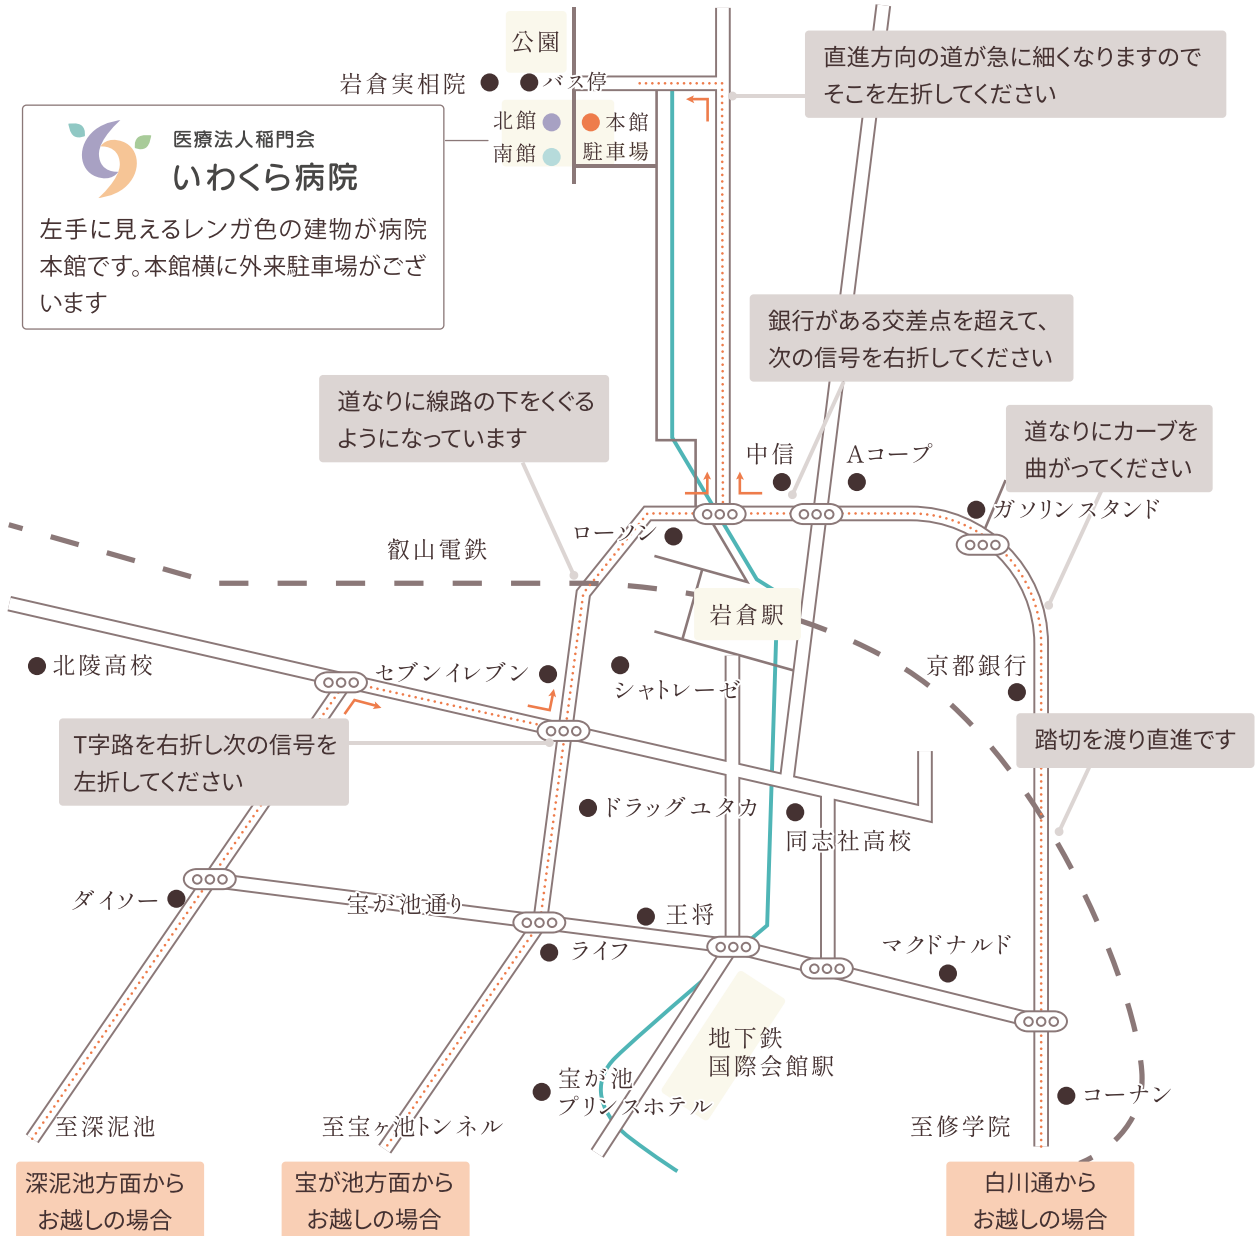 公園
直進方向の道が急に細くなりますので
そこを左折してください
岩倉実相院
バス停
北館
本館
南館
駐車場
医療法人稲門会
いわくら病院
左手に見えるレンガ色の建物が病院
本館です。本館横に外来駐車場がござ
います
銀行がある交差点を超えて、
次の信号を右折してください
道なりに線路の下をくぐる
ようになっています
道なりにカーブを
曲がってください
中信
Aコープ
ガソリンスタンド
ローソン
叡山電鉄
岩倉駅
北陵高校
セブンイレブン
シャトレーゼ
京都銀行
T字路を右折し次の信号を
左折してください
踏切を渡り直進です
ドラッグユタカ
同志社高校
ダイソー
宝が池通り
王将
ライフ
マクドナルド
地下鉄
国際会館駅
宝が池
プリンスホテル
コーナン
至深泥池
至宝ヶ池トンネル
至修学院
深泥池方面から
お越しの場合
宝が池方面から
お越しの場合
白川通から
お越しの場合